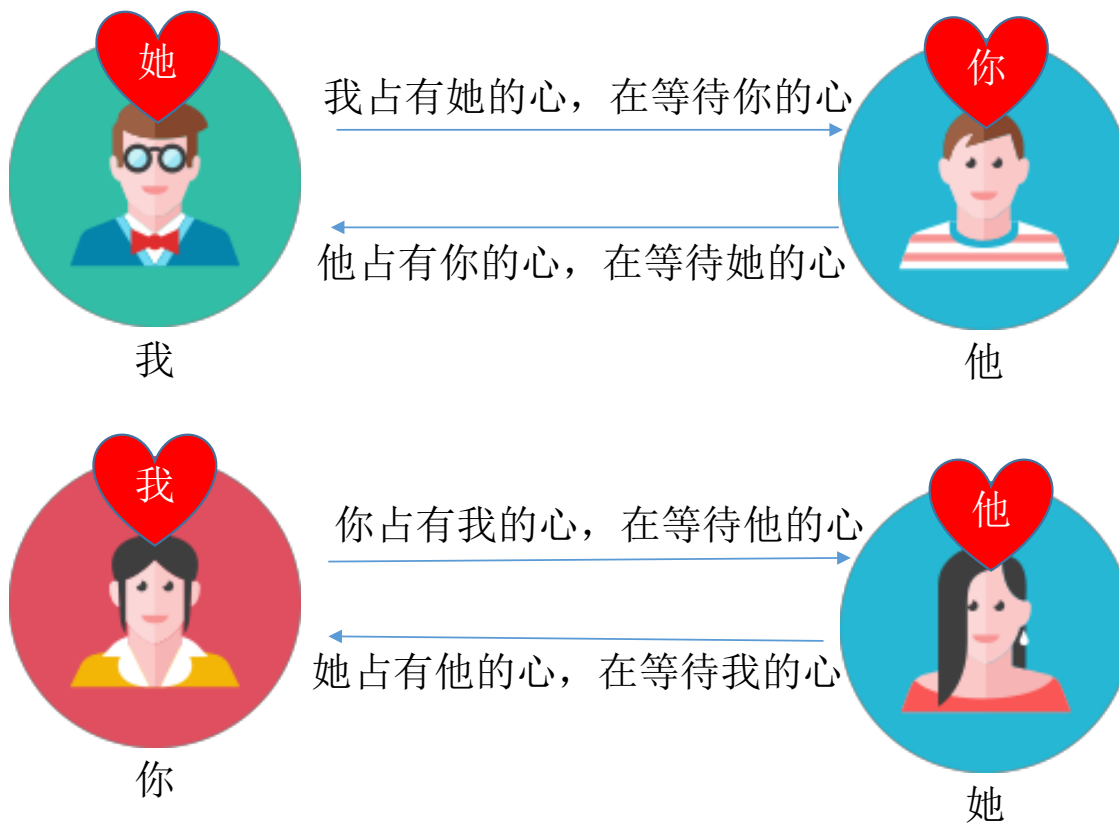 她
你
我占有她的心，在等待你的心
他占有你的心，在等待她的心
我
他
我
他
你占有我的心，在等待他的心
她占有他的心，在等待我的心
你
她